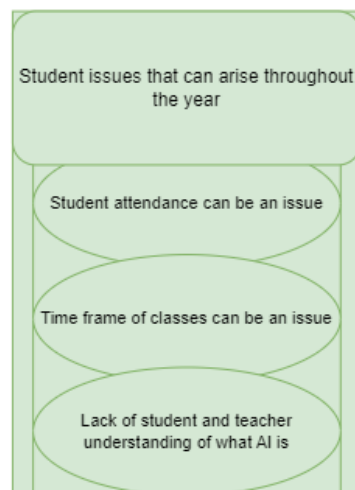 Student issues that can arise throughout
the year
Student attendance can be an issue
Time frame of classes can be an issue
Lack of student and teacher
understanding of what AI is